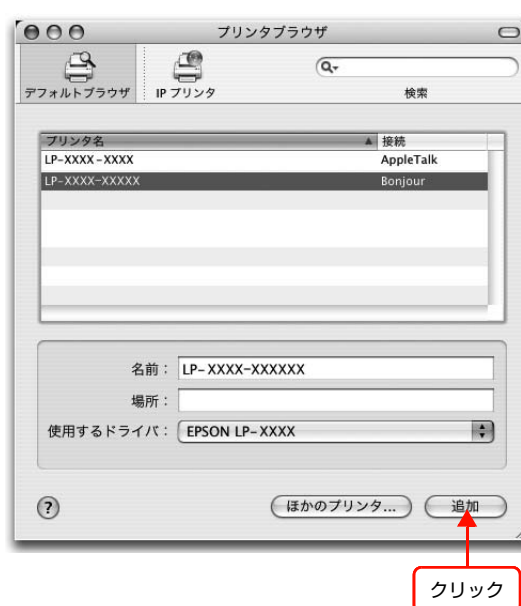 プリンタブラウザ
デフォルトブラウザ
IP プリンタ
検索
プリンタ名 接続
LP-XXXX-XXXX AppleTalk
LP-XXXX-XXXXX Bonjour
名前： LP-XXXX-XXXXXX
場所：
使用するドライバ： EPSON LP-XXXX
? ほかのプリンタ... 追加
クリック